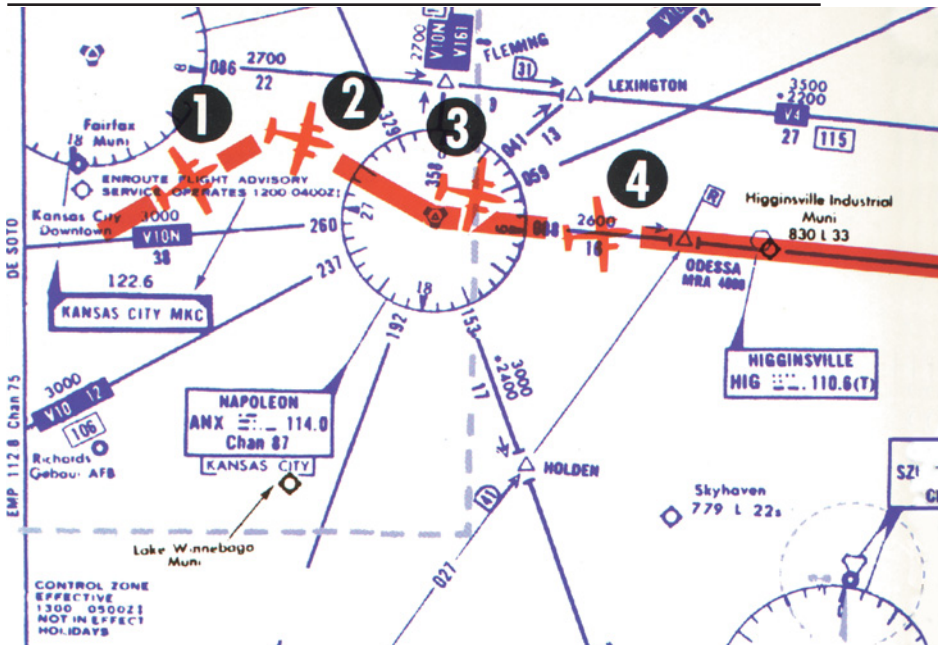 V10N
V161
2700
FLEMING
31
82
086
2700
22
LEXINGTON
3500
*2200
V4
27
115
1
2
3
4
329
358
041
13
059
18
Fairfax
Muni
ENROUTE FLIGHT ADVISORY
SERVICE OPERATES 1200-0400Z‡
Kansas City
Downtown
3000
V10N
38
260
27
088
2600
16
R
Higginsville Industrial
Muni
830 L 33
ODESSA
MRA 4000
DE SOTO
237
122.6
KANSAS CITY MKC
18
192
153
3000
*2400
17
HIGGINSVILLE
HIG 110.6(T)
3000
V10 12
106
NAPOLEON
ANX 114.0
Chan 87
KANSAS CITY
Richards
Gebaur AFB
EMP 112.8 Chan 75
HOLDEN
41
027
Skyhaven
779 L 22s
SZL
Lake Winnebago
Muni
CONTROL ZONE
EFFECTIVE
1300-0500Z‡
NOT IN EFFECT
HOLIDAYS